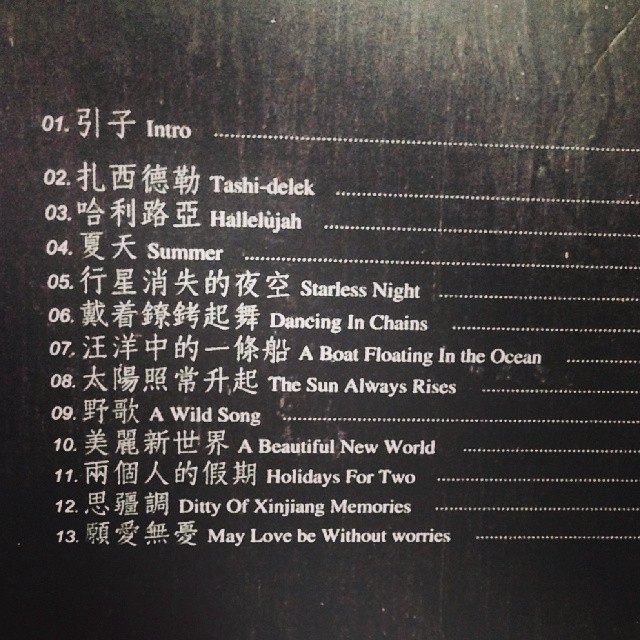 01. 引子 Intro
02. 扎西德勒 Tashi-delek
03. 哈利路亞 Hallelùjah
04. 夏天 Summer
05. 行星消失的夜空 Starless Night
06. 戴着鐐銬起舞 Dancing In Chains
07. 汪洋中的一條船 A Boat Floating In the Ocean
08. 太陽照常升起 The Sun Always Rises
09. 野歌 A Wild Song
10. 美麗新世界 A Beautiful New World
11. 兩個人的假期 Holidays For Two
12. 思疆調 Ditty Of Xinjiang Memories
13. 願愛無憂 May Love be Without worries